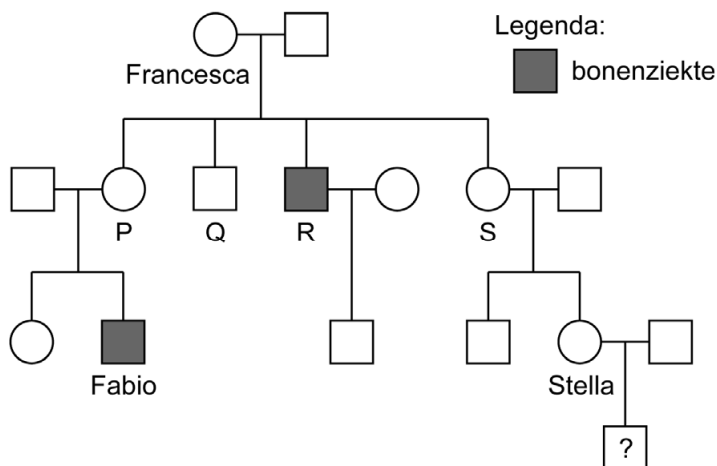 Legenda:
bonenziekte
Francesca
P
Q
R
S
Fabio
Stella
?